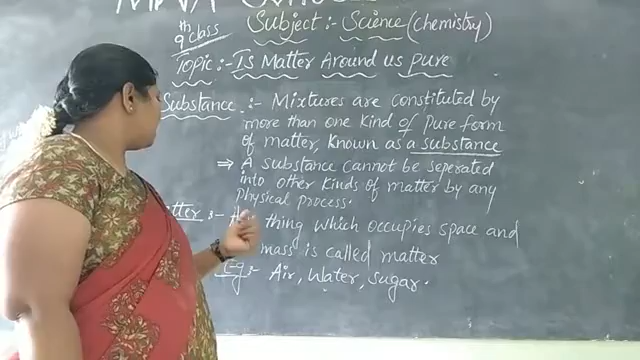 9th class
Subject :- Science (Chemistry)
Topic :- Is Matter Around us pure
Substance :- Mixtures are constituted by
more than one kind of pure form
of matter, known as a substance
⇒ A substance cannot be seperated
into other kinds of matter by any
Physical process.
:- thing which occupies space and
mass is called matter
Eg :- Air, Water, Sugar.